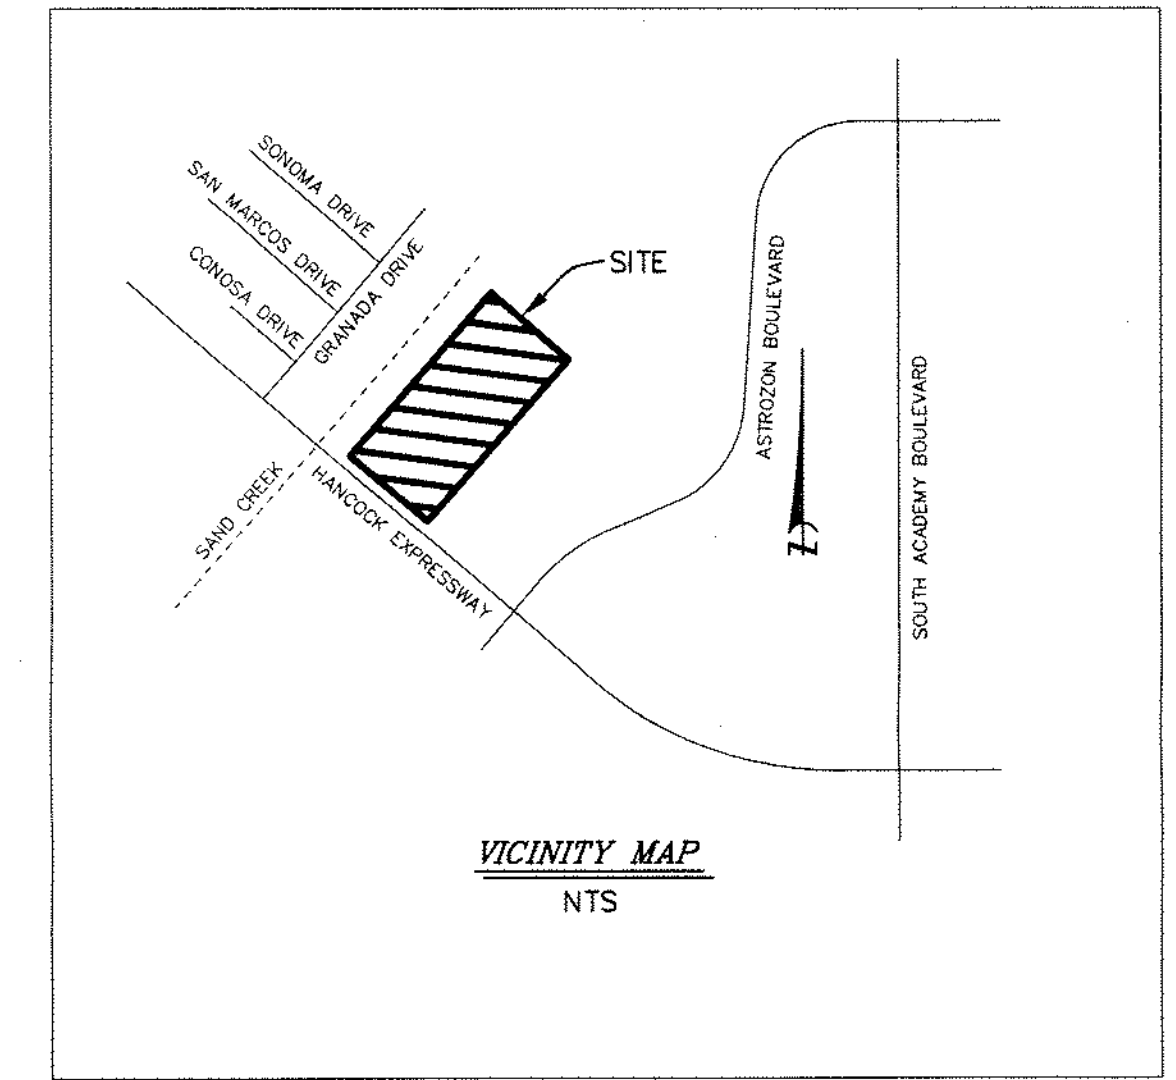 SONOMA DRIVE
SAN MARCOS DRIVE
CONOSA DRIVE
GRANADA DRIVE
SITE
ASTROZON BOULEVARD
SOUTH ACADEMY BOULEVARD
SAND CREEK
HANCOCK EXPRESSWAY
Z
VICINITY MAP
NTS